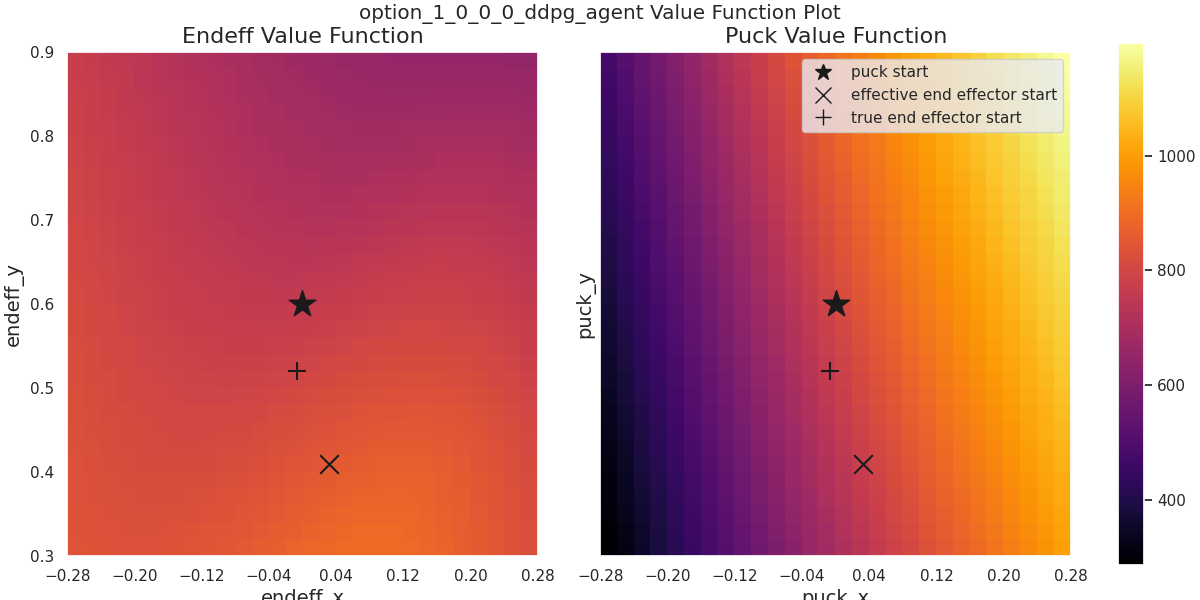 option_1_0_0_0_ddpg_agent Value Function Plot
Endeff Value Function
Puck Value Function
endeff_y
0.9
0.8
0.7
0.6
0.5
0.4
0.3
−0.28 −0.20 −0.12 −0.04 0.04 0.12 0.20 0.28
endeff_x
puck_y
puck start
effective end effector start
true end effector start
−0.28 −0.20 −0.12 −0.04 0.04 0.12 0.20 0.28
puck_x
1000
800
600
400